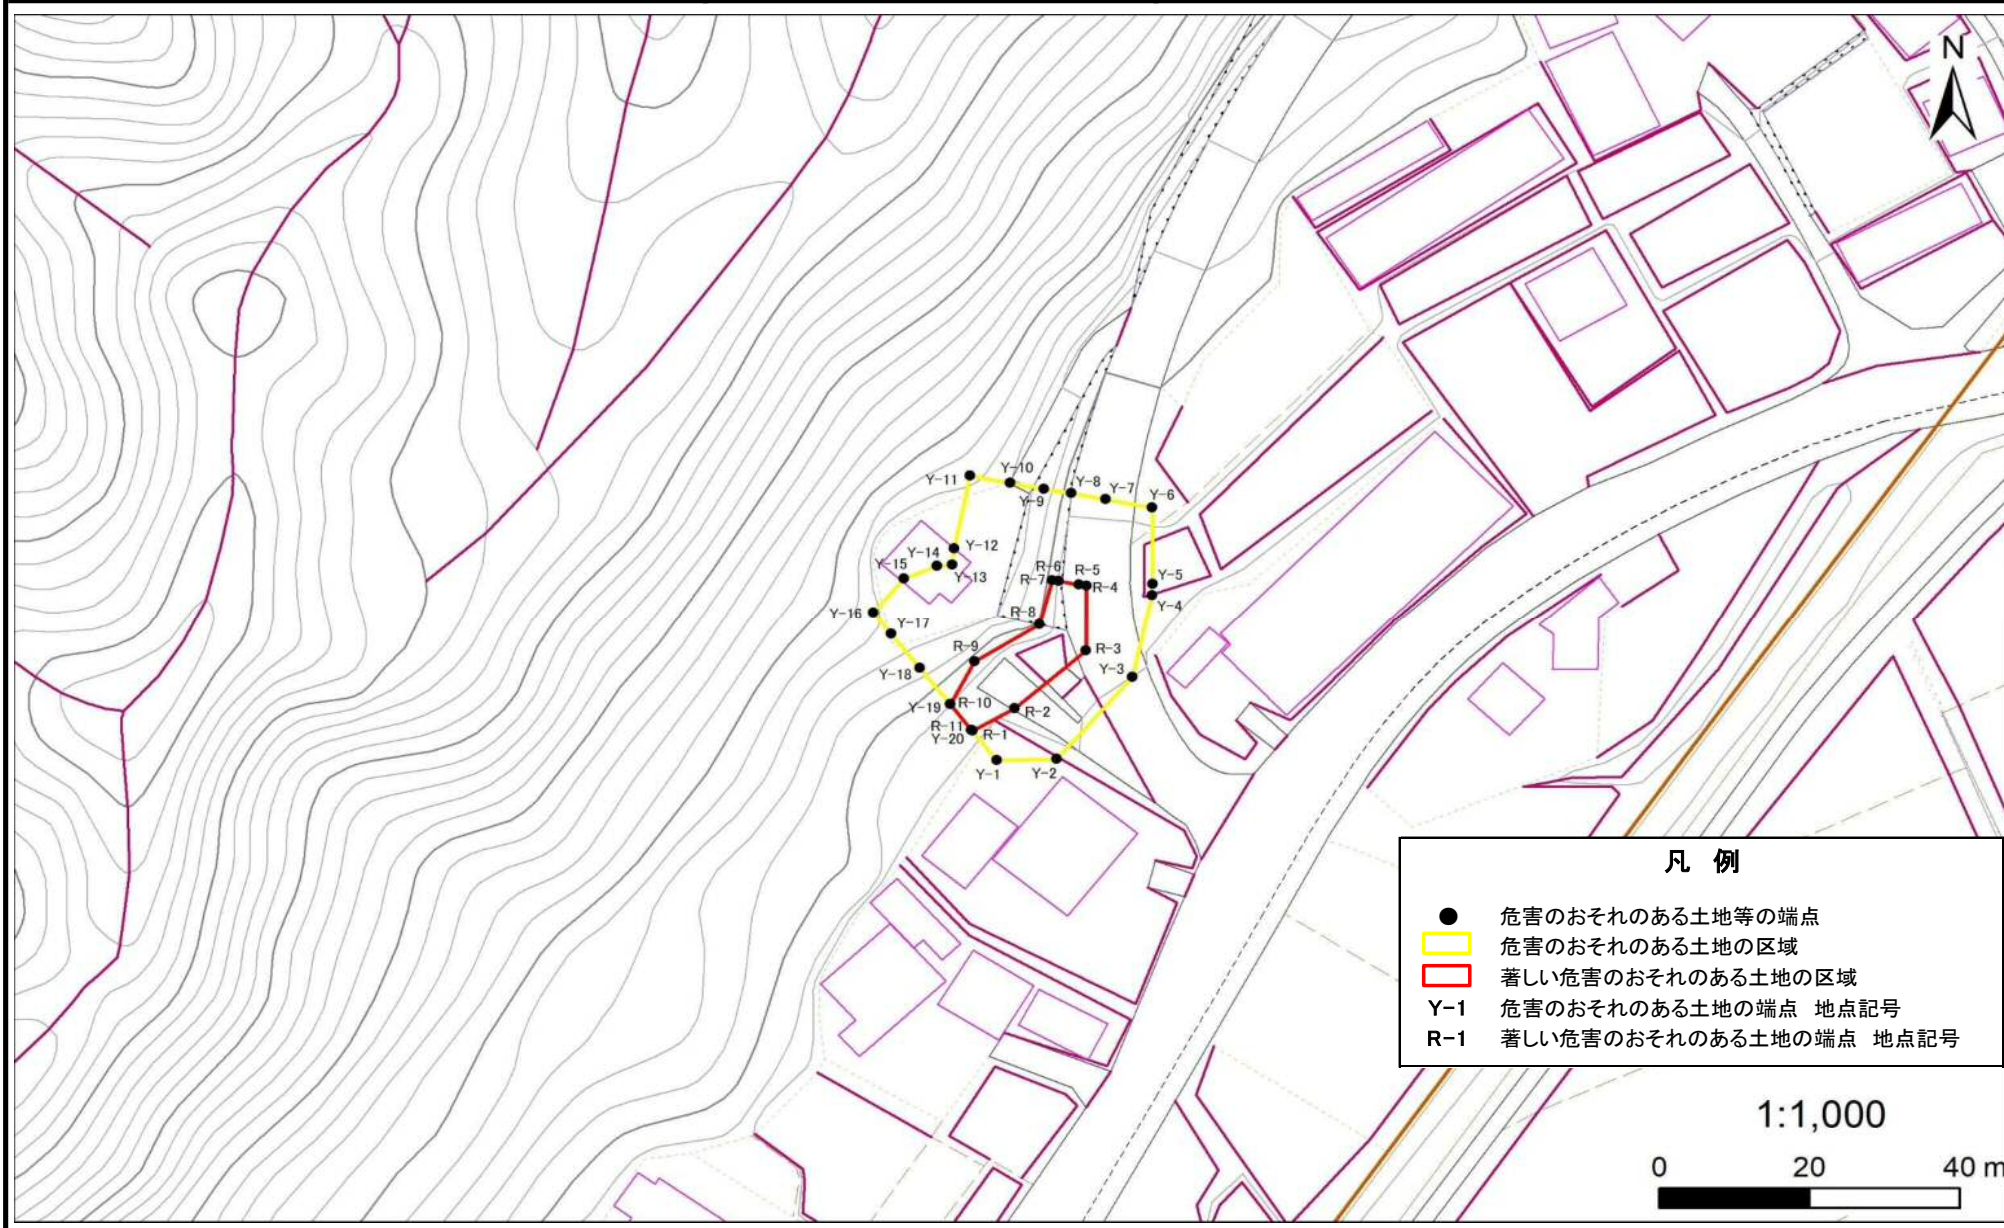 N
Y-10
Y-11
Y-8
Y-7
Y-6
Y-9
Y-12
Y-14
Y-15
Y-13
R-6
R-5
R-7
R-4
Y-5
Y-4
Y-16
R-8
Y-17
R-9
R-3
Y-18
Y-3
Y-19
R-10
R-2
R-11
R-1
Y-20
Y-1
Y-2
凡 例
危害のおそれのある土地等の端点
危害のおそれのある土地の区域
著しい危害のおそれのある土地の区域
Y-1 危害のおそれのある土地の端点 地点記号
R-1 著しい危害のおそれのある土地の端点 地点記号
1:1,000
0 20 40 m